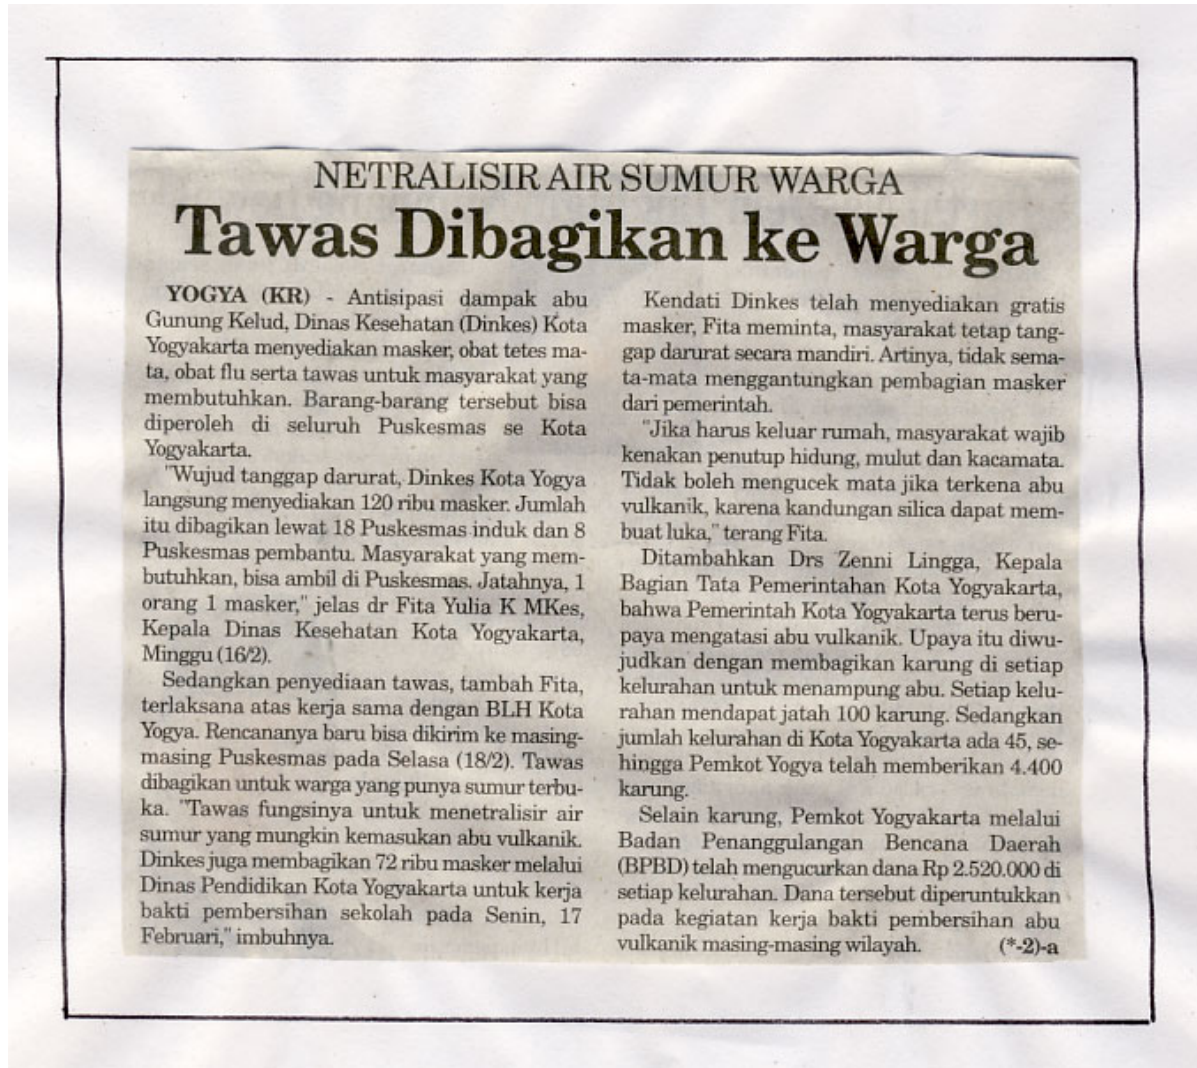 NETRALISIR AIR SUMUR WARGA
Tawas Dibagikan ke Warga
YOGYA (KR) - Antisipasi dampak abu
Gunung Kelud, Dinas Kesehatan (Dinkes) Kota
Yogyakarta menyediakan masker, obat tetes ma-
ta, obat flu serta tawas untuk masyarakat yang
membutuhkan. Barang-barang tersebut bisa
diperoleh di seluruh Puskesmas se Kota
Yogyakarta.
"Wujud tanggap darurat, Dinkes Kota Yogya
langsung menyediakan 120 ribu masker. Jumlah
itu dibagikan lewat 18 Puskesmas induk dan 8
Puskesmas pembantu. Masyarakat yang mem-
butuhkan, bisa ambil di Puskesmas. Jatahnya, 1
orang 1 masker," jelas dr Fita Yulia K MKes,
Kepala Dinas Kesehatan Kota Yogyakarta,
Minggu (16/2).
Sedangkan penyediaan tawas, tambah Fita,
terlaksana atas kerja sama dengan BLH Kota
Yogya. Rencananya baru bisa dikirim ke masing-
masing Puskesmas pada Selasa (18/2). Tawas
dibagikan untuk warga yang punya sumur terbu-
ka. "Tawas fungsinya untuk menetralisir air
sumur yang mungkin kemasukan abu vulkanik.
Dinkes juga membagikan 72 ribu masker melalui
Dinas Pendidikan Kota Yogyakarta untuk kerja
bakti pembersihan sekolah pada Senin, 17
Februari," imbuhnya.
Kendati Dinkes telah menyediakan gratis
masker, Fita meminta, masyarakat tetap tang-
gap darurat secara mandiri. Artinya, tidak sema-
ta-mata menggantungkan pembagian masker
dari pemerintah.
"Jika harus keluar rumah, masyarakat wajib
kenakan penutup hidung, mulut dan kacamata.
Tidak boleh mengucek mata jika terkena abu
vulkanik, karena kandungan silica dapat mem-
buat luka," terang Fita.
Ditambahkan Drs Zenni Lingga, Kepala
Bagian Tata Pemerintahan Kota Yogyakarta,
bahwa Pemerintah Kota Yogyakarta terus beru-
paya mengatasi abu vulkanik. Upaya itu diwu-
judkan dengan membagikan karung di setiap
kelurahan untuk menampung abu. Setiap kelu-
rahan mendapat jatah 100 karung. Sedangkan
jumlah kelurahan di Kota Yogyakarta ada 45, se-
hingga Pemkot Yogya telah memberikan 4.400
karung.
Selain karung, Pemkot Yogyakarta melalui
Badan Penanggulangan Bencana Daerah
(BPBD) telah mengucurkan dana Rp 2.520.000 di
setiap kelurahan. Dana tersebut diperuntukkan
pada kegiatan kerja bakti pembersihan abu
vulkanik masing-masing wilayah. (*-2)-a